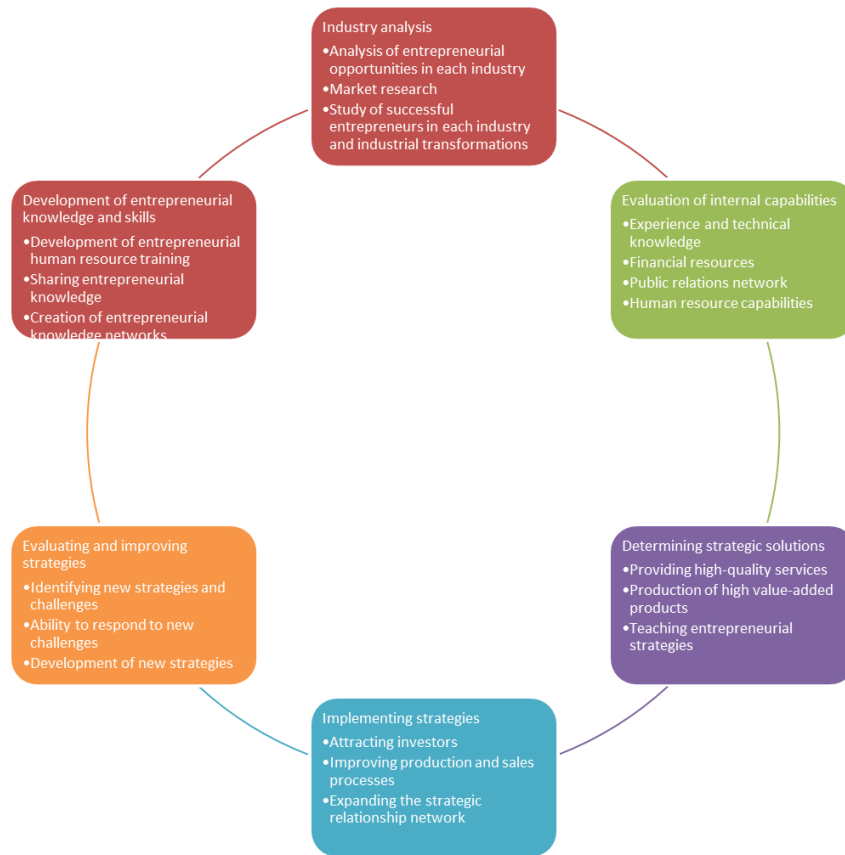 Industry analysis
•Analysis of entrepreneurial
opportunities in each industry
•Market research
•Study of successful
entrepreneurs in each industry
and industrial transformations
Evaluation of internal capabilities
•Experience and technical
knowledge
•Financial resources
•Public relations network
•Human resource capabilities
Determining strategic solutions
•Providing high-quality services
•Production of high value-added
products
•Teaching entrepreneurial
strategies
Implementing strategies
•Attracting investors
•Improving production and sales
processes
•Expanding the strategic
relationship network
Evaluating and improving
strategies
•Identifying new strategies and
challenges
•Ability to respond to new
challenges
•Development of new strategies
Development of entrepreneurial
knowledge and skills
•Development of entrepreneurial
human resource training
•Sharing entrepreneurial
knowledge
•Creation of entrepreneurial
knowledge networks